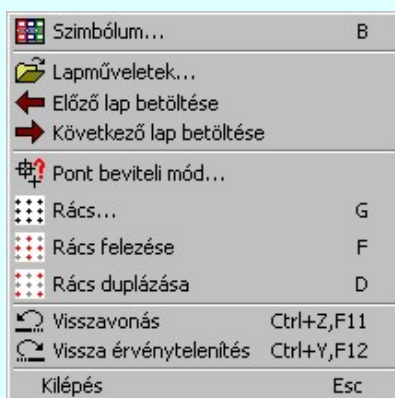 Szimbólum... B
Lapműveletek...
Előző lap betöltése
Következő lap betöltése
Pont beviteli mód...
Rács... G
Rács felezése F
Rács duplázása D
Visszavonás Ctrl+Z,F11
Vissza érvénytelenítés Ctrl+Y,F12
Kilépés Esc